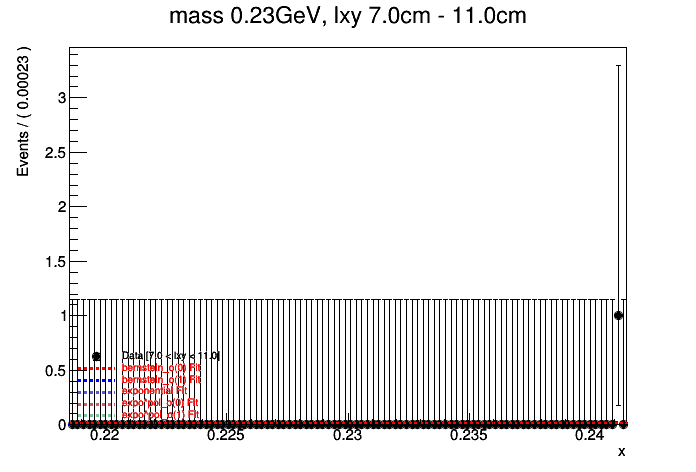 mass 0.23GeV, lxy 7.0cm - 11.0cm
Events / ( 0.00023 )
3
2.5
2
1.5
1
0.5
0
Data [7.0 < lxy < 11.0]
bernstein_o(0) Fit
bernstein_o(1) Fit
exponential Fit
expo*pol_o(0) Fit
expo*pol_o(1) Fit
0.22 0.225 0.23 0.235 0.24
x